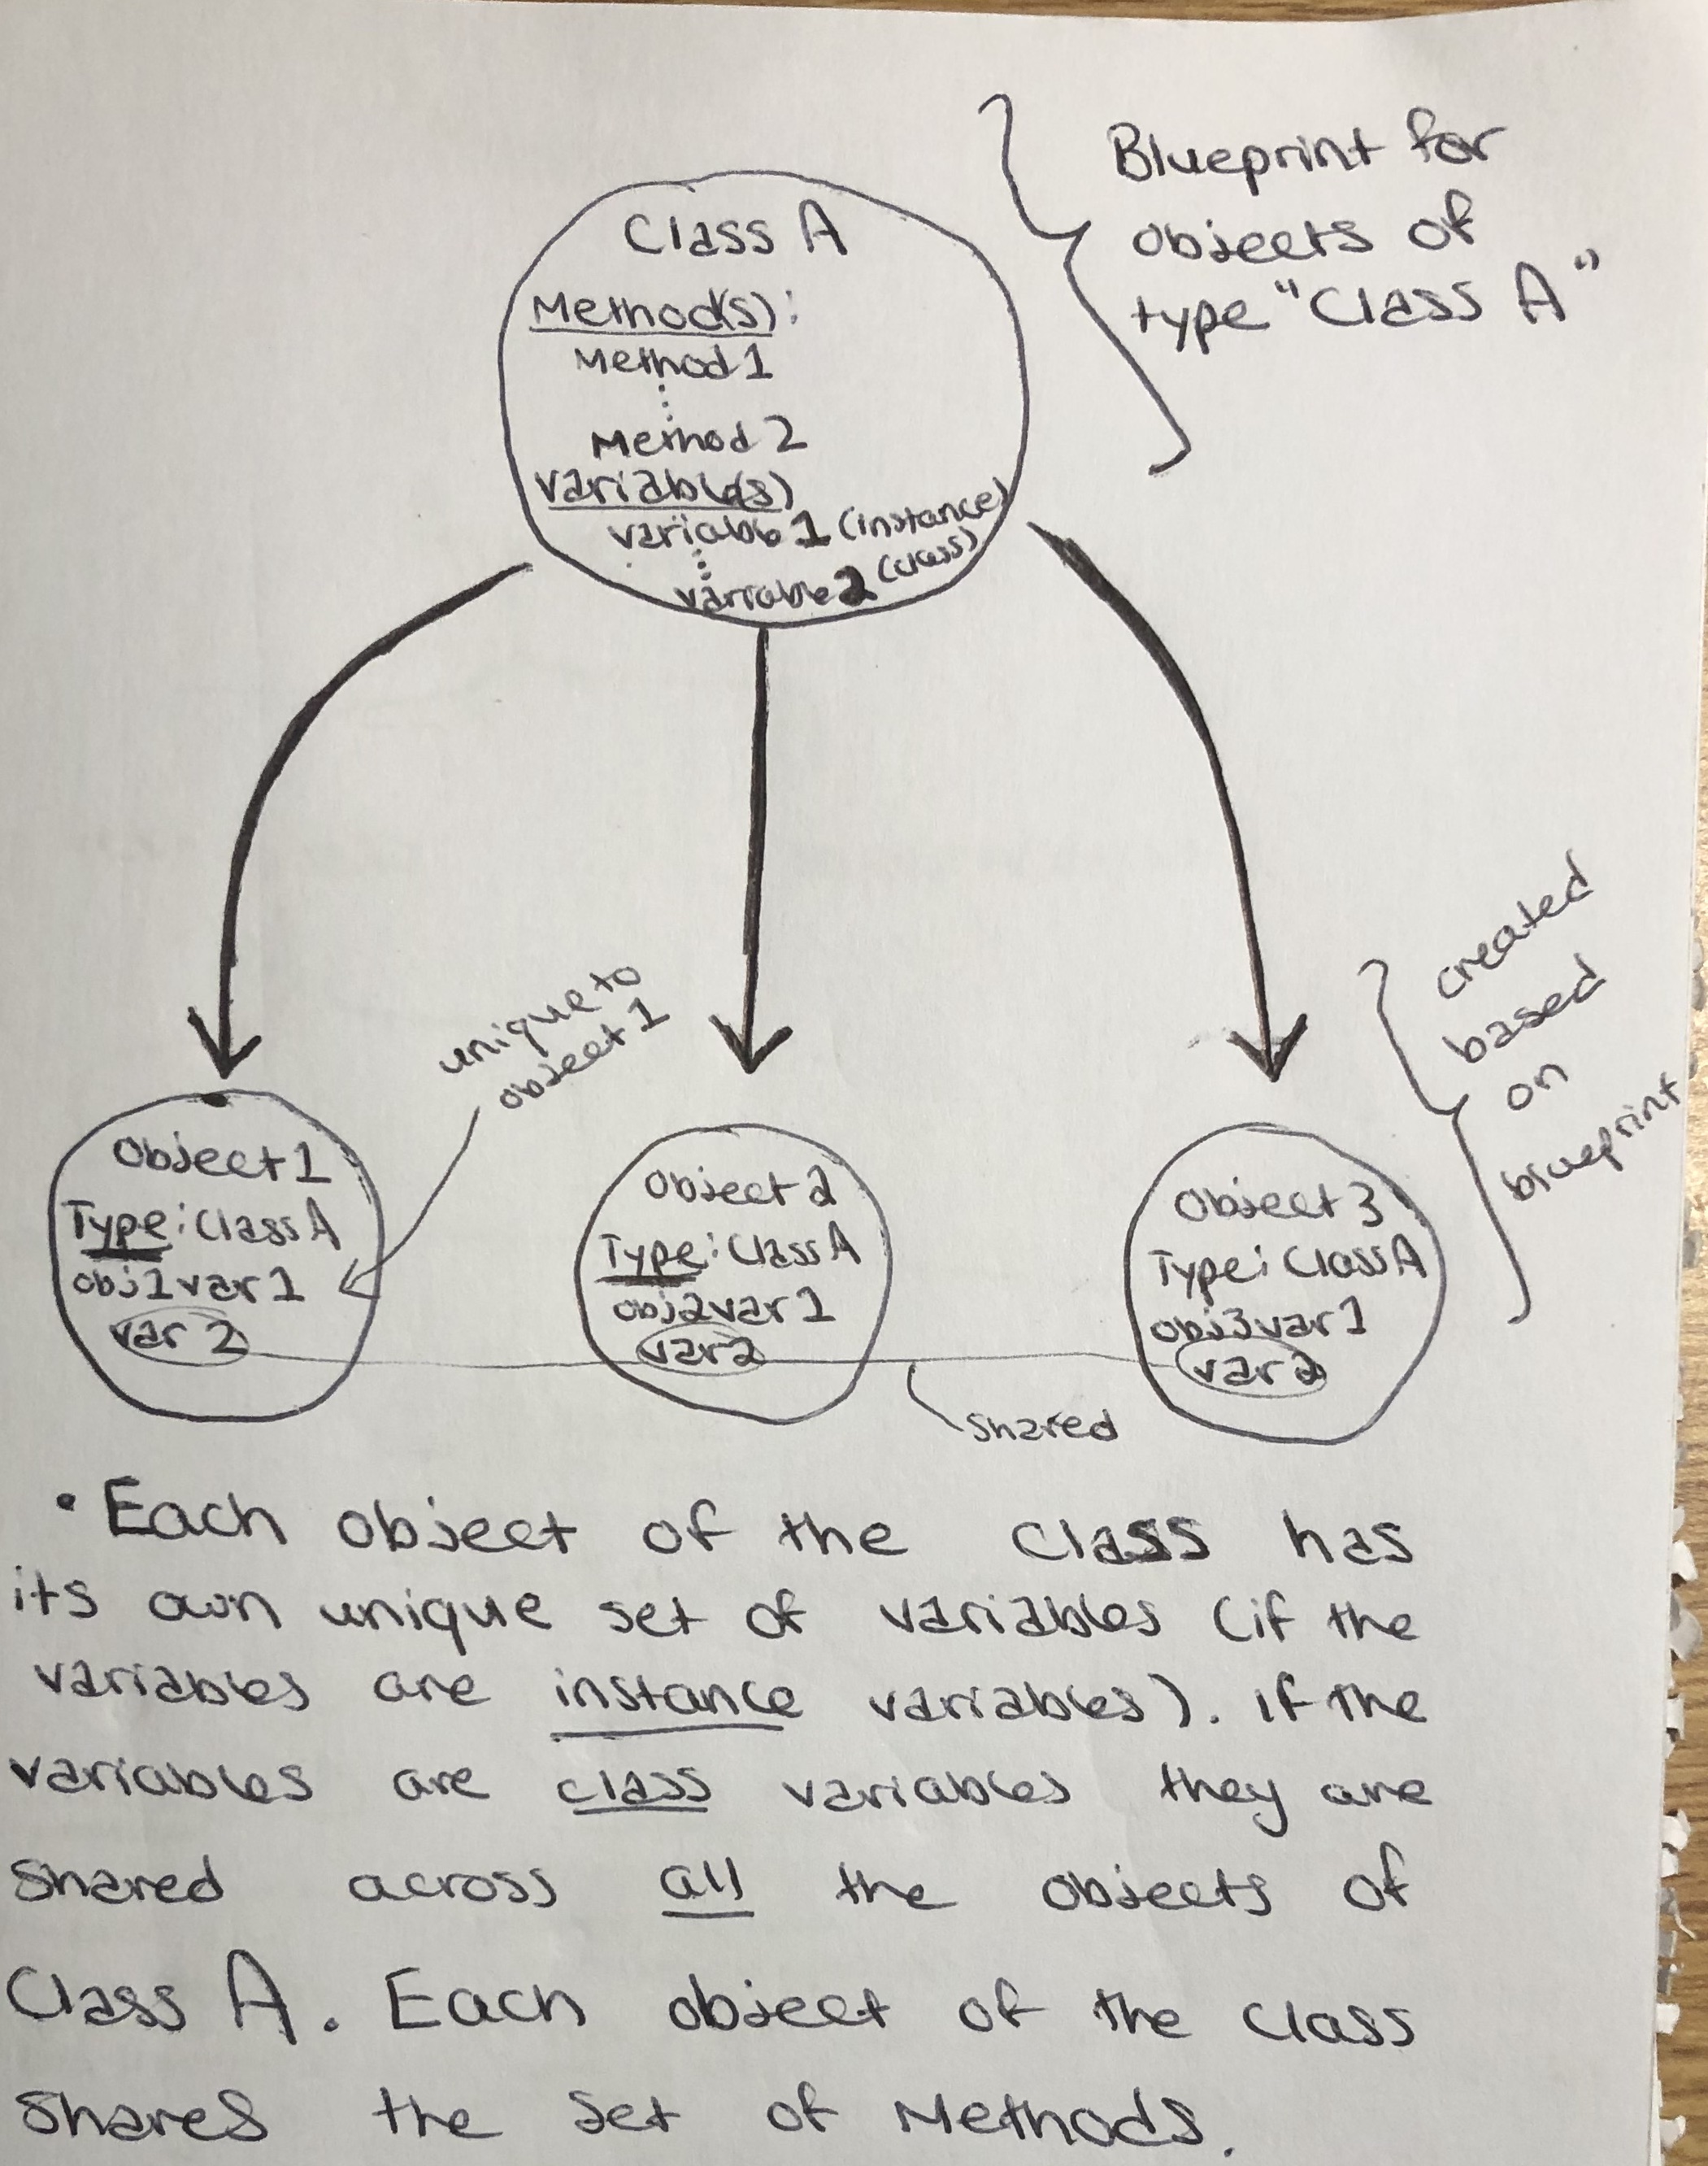 Blueprint for
objects of
type "Class A"
Class A
Method(s):
Method 1
Method 2
Variable(s)
variable 1 (instance)
variable 2 (class)
unique to
object 1
created
based
on
blueprint
Object 1
Type: Class A
obj1var1
var 2
Object 2
Type: Class A
obj2var1
var2
Object 3
Type: Class A
obj3var1
var 2
shared
• Each object of the class has
its own unique set of variables (if the
variables are instance variables). If the
variables are class variables they are
shared across all the objects of
Class A. Each object of the class
shares the set of Methods.